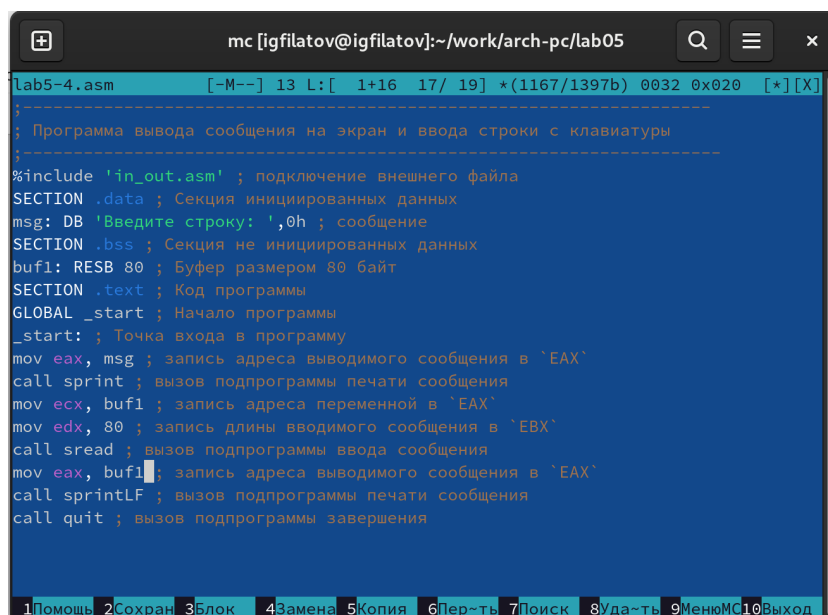 mc [igfilatov@igfilatov]:~/work/arch-pc/lab05
lab5-4.asm [-M--] 13 L:[ 1+16 17/ 19] *(1167/1397b) 0032 0x020 [*][X]
;--------------------------------------------------------------------
; Программа вывода сообщения на экран и ввода строки с клавиатуры
;---------------------------------------------------------------------
%include 'in_out.asm' ; подключение внешнего файла
SECTION .data ; Секция инициированных данных
msg: DB 'Введите строку: ',0h ; сообщение
SECTION .bss ; Секция не инициированных данных
buf1: RESB 80 ; Буфер размером 80 байт
SECTION .text ; Код программы
GLOBAL _start ; Начало программы
_start: ; Точка входа в программу
mov eax, msg ; запись адреса выводимого сообщения в `EAX`
call sprint ; вызов подпрограммы печати сообщения
mov ecx, buf1 ; запись адреса переменной в `EAX`
mov edx, 80 ; запись длины вводимого сообщения в `EBX`
call sread ; вызов подпрограммы ввода сообщения
mov eax, buf1 ; запись адреса выводимого сообщения в `EAX`
call sprintLF ; вызов подпрограммы печати сообщения
call quit ; вызов подпрограммы завершения
1Помощь 2Сохран 3Блок 4Замена 5Копия 6Пер~ть 7Поиск 8Уда~ть 9МенюMC 10Выход